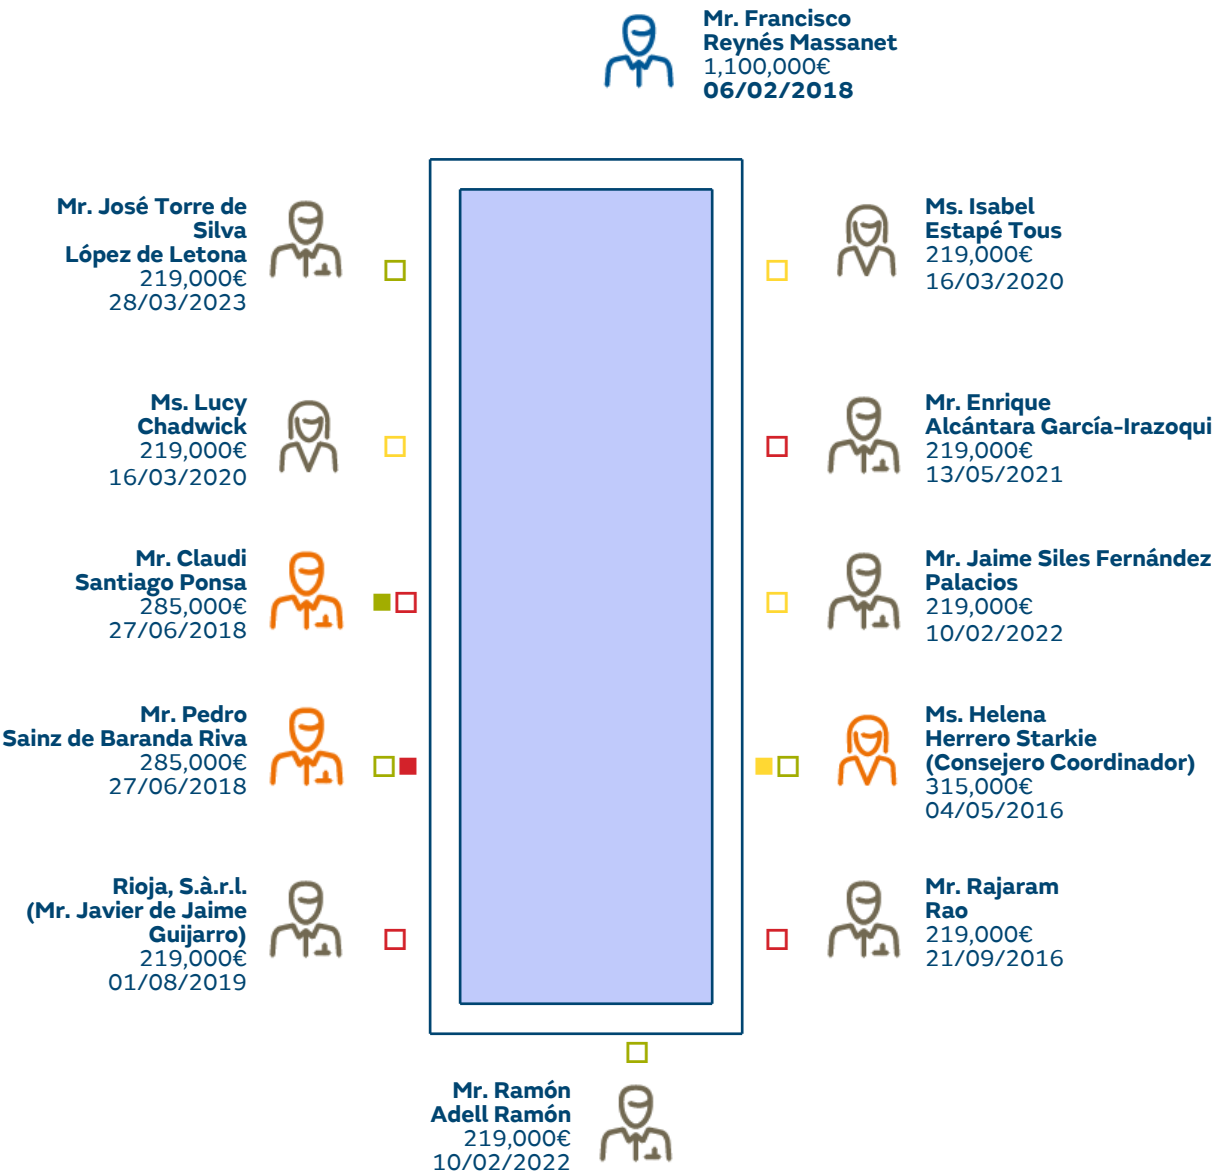 Mr. Francisco
Reynés Massanet
1,100,000€
06/02/2018
Mr. José Torre de
Silva
López de Letona
219,000€
28/03/2023
Ms. Isabel
Estapé Tous
219,000€
16/03/2020
Ms. Lucy
Chadwick
219,000€
16/03/2020
Mr. Enrique
Alcántara García-Irazoqui
219,000€
13/05/2021
Mr. Claudi
Santiago Ponsa
285,000€
27/06/2018
Mr. Jaime Siles Fernández
Palacios
219,000€
10/02/2022
Mr. Pedro
Sainz de Baranda Riva
285,000€
27/06/2018
Ms. Helena
Herrero Starkie
(Consejero Coordinador)
315,000€
04/05/2016
Rioja, S.à.r.l.
(Mr. Javier de Jaime
Guijarro)
219,000€
01/08/2019
Mr. Rajaram
Rao
219,000€
21/09/2016
Mr. Ramón
Adell Ramón
219,000€
10/02/2022